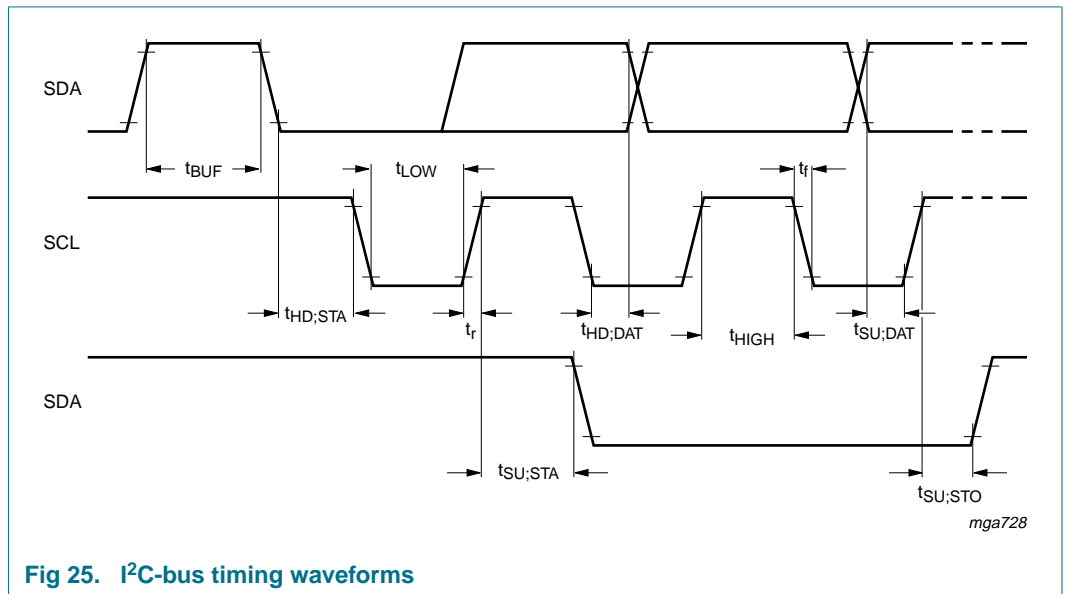 SDA
tBUF
tLOW
tf
SCL
tHD;STA
tr
tHD;DAT
tHIGH
tSU;DAT
SDA
tSU;STA
tSU;STO
mga728
Fig 25. I²C-bus timing waveforms